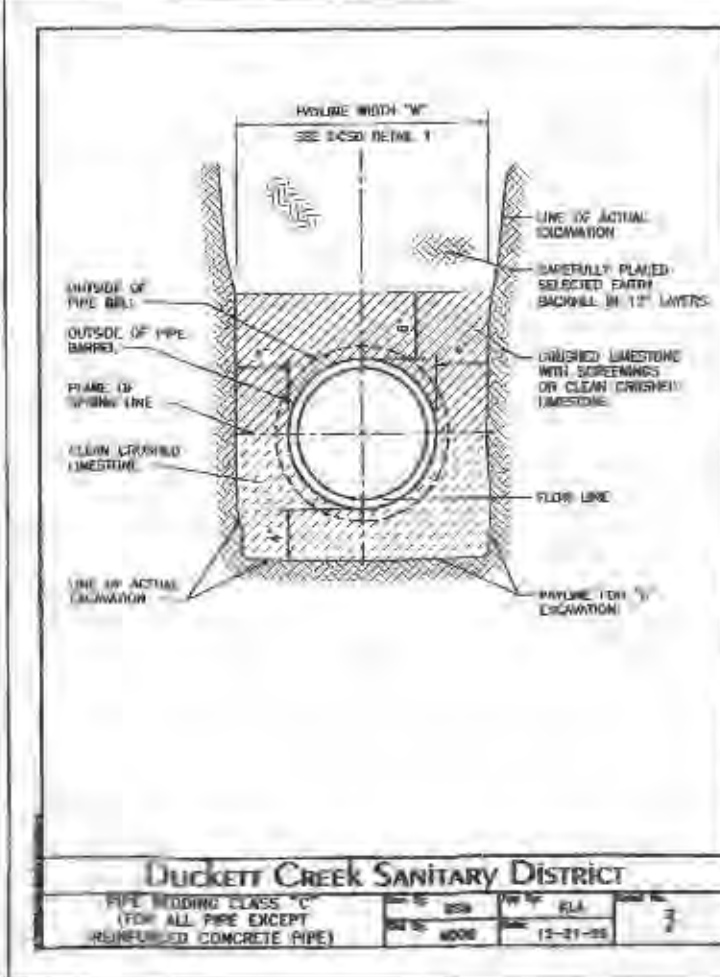 PAYLINE WIDTH "W"
SEE DCSD DETAIL 1
LINE OF ACTUAL
EXCAVATION
CAREFULLY PLACED
SELECTED EARTH
BACKFILL IN 12" LAYERS
OUTSIDE OF
PIPE BELL
OUTSIDE OF PIPE
BARREL
CRUSHED LIMESTONE
WITH SCREENINGS
OR CLEAN CRUSHED
LIMESTONE
PLANE OF
SPRING LINE
CLEAN CRUSHED
LIMESTONE
FLOW LINE
LINE OF ACTUAL
EXCAVATION
PAYLINE FOR
EXCAVATION
DUCKETT CREEK SANITARY DISTRICT
PIPE BEDDING CLASS "C"
(FOR ALL PIPE EXCEPT
REINFORCED CONCRETE PIPE)
RLA